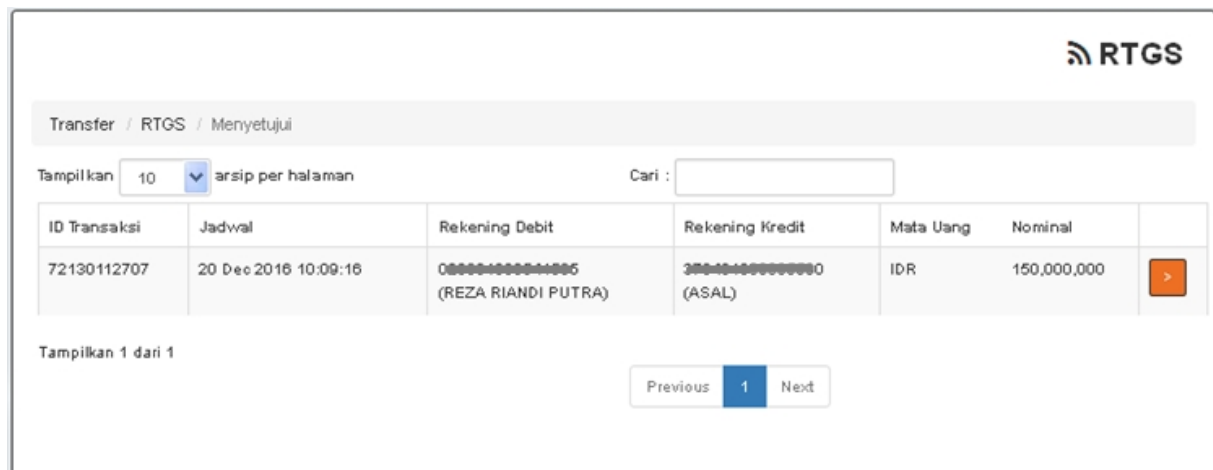 RTGS
Transfer / RTGS / Menyetujui
Tampilkan 10 arsip per halaman Cari :
ID Transaksi Jadwal Rekening Debit Rekening Kredit Mata Uang Nominal
72130112707 20 Dec 2016 10:09:16 IDR 150,000,000 >
(REZA RIANDI PUTRA) (ASAL)
Tampilkan 1 dari 1
Previous 1 Next